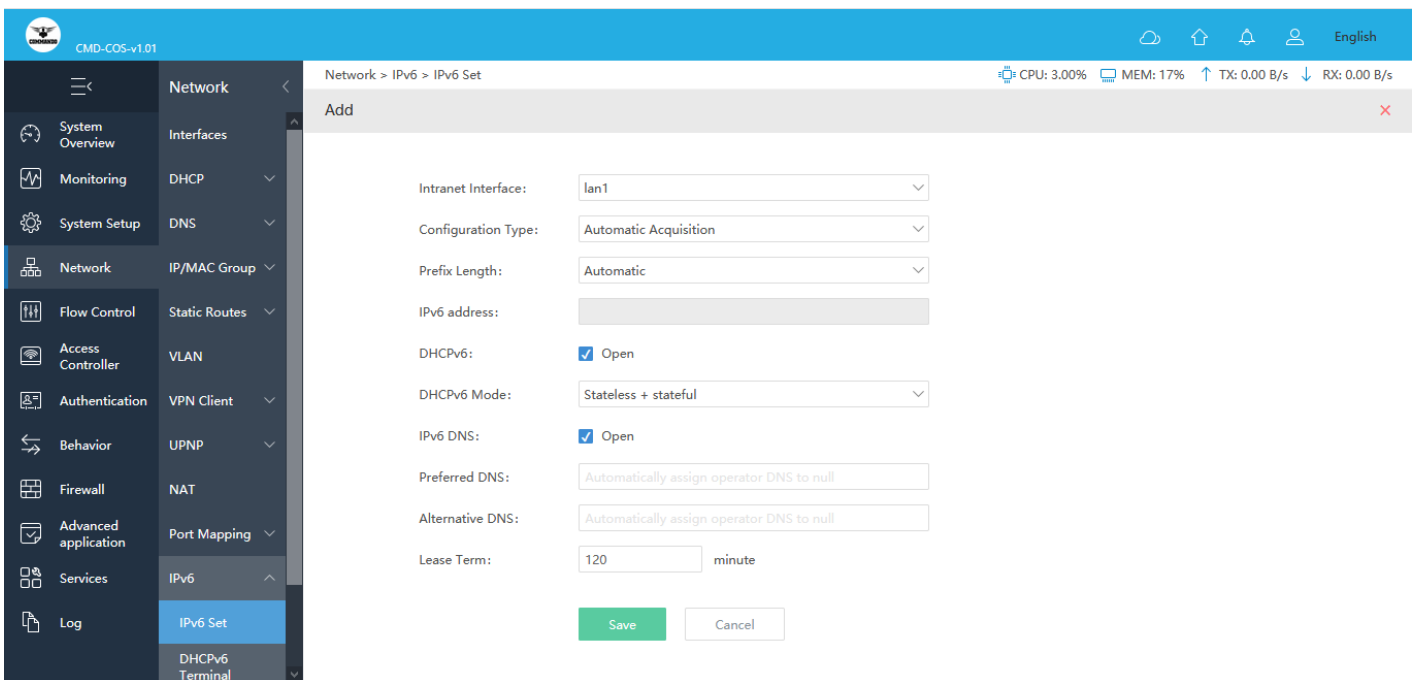 COMMANDO
CMD-COS-v1.01
English
Network
Network > IPv6 > IPv6 Set
CPU: 3.00%
MEM: 17%
TX: 0.00 B/s
RX: 0.00 B/s
Add
System
Overview
Monitoring
System Setup
Network
Flow Control
Access
Controller
Authentication
Behavior
Firewall
Advanced
application
Services
Log
Interfaces
DHCP
DNS
IP/MAC Group
Static Routes
VLAN
VPN Client
UPNP
NAT
Port Mapping
IPv6
IPv6 Set
DHCPv6
Terminal
Intranet Interface: lan1
Configuration Type: Automatic Acquisition
Prefix Length: Automatic
IPv6 address:
DHCPv6: Open
DHCPv6 Mode: Stateless + stateful
IPv6 DNS: Open
Preferred DNS: Automatically assign operator DNS to null
Alternative DNS: Automatically assign operator DNS to null
Lease Term: 120 minute
Save
Cancel